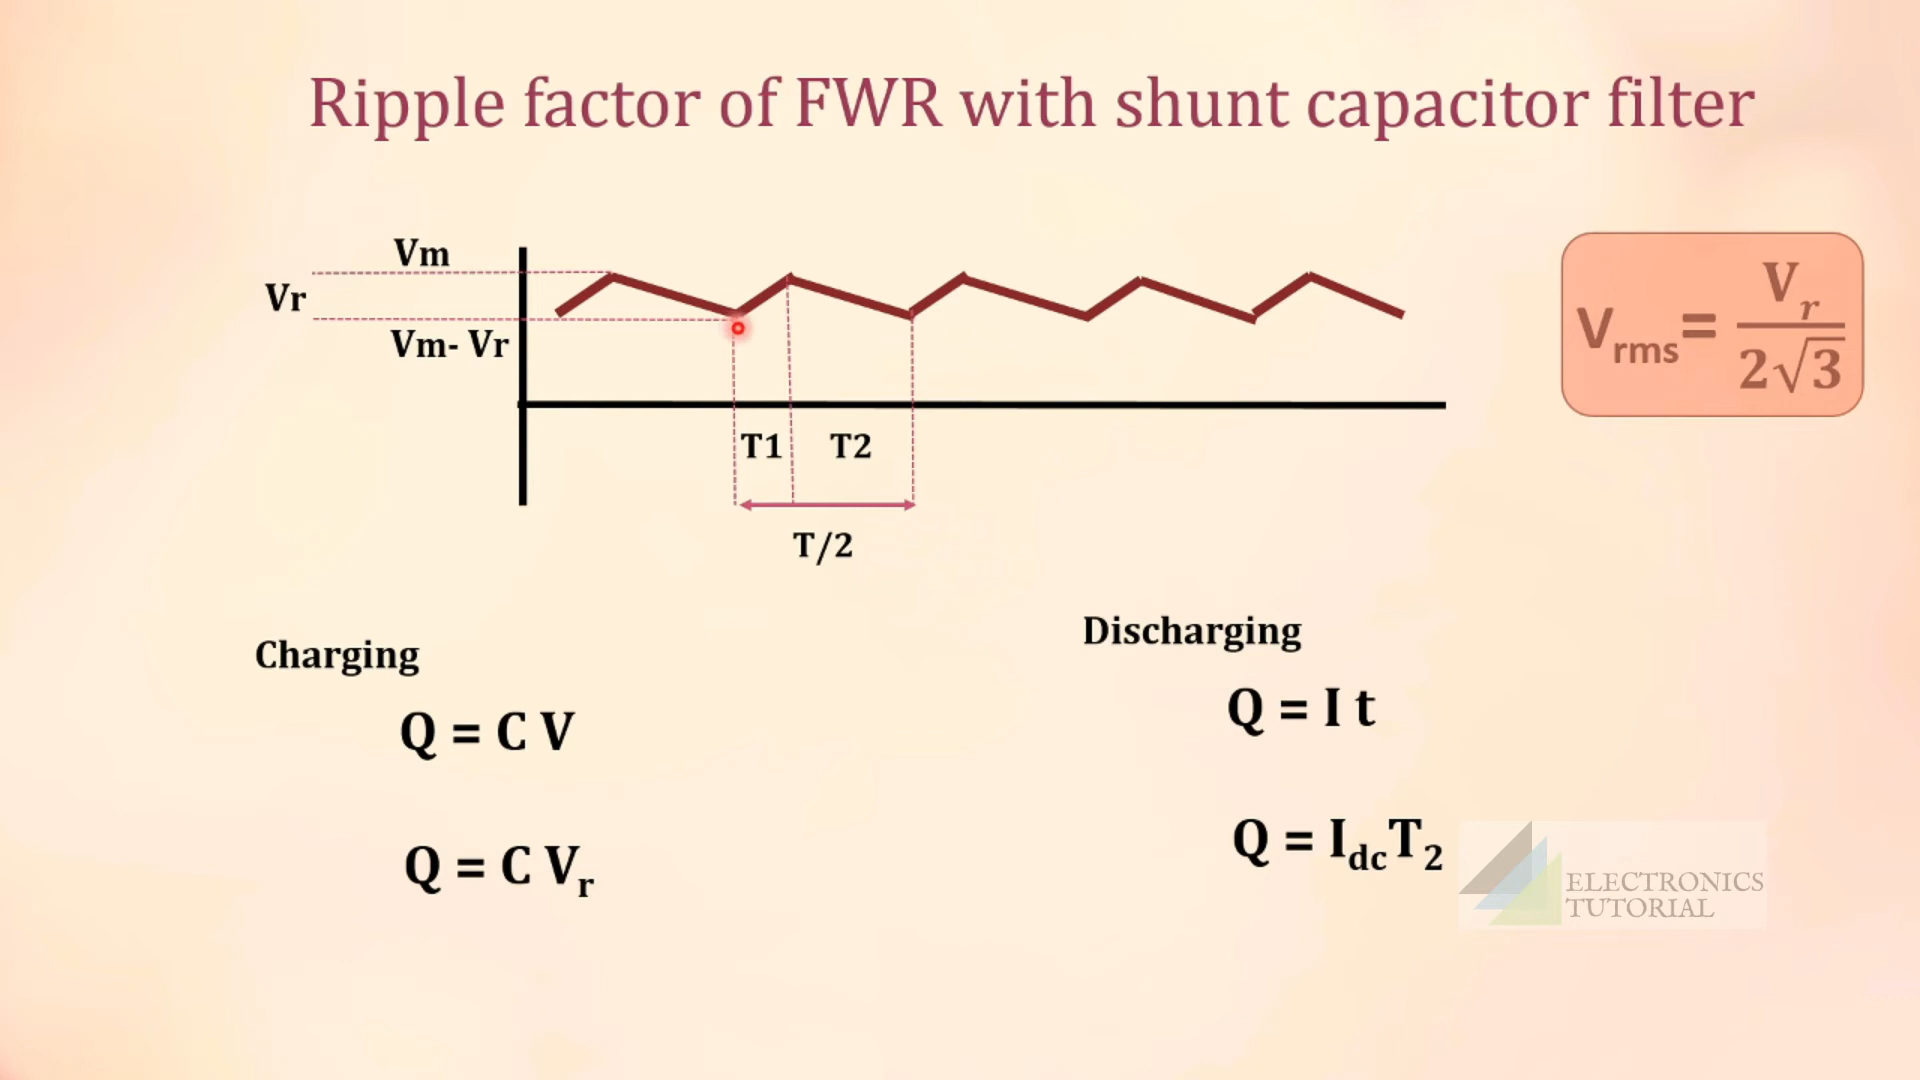 Ripple factor of FWR with shunt capacitor filter
Vm
Vr
Vm- Vr
V_rms = V_r / 2√3
T1 T2
T/2
Charging
Q = C V
Q = C V_r
Discharging
Q = I t
Q = I_dc T_2
ELECTRONICS
TUTORIAL